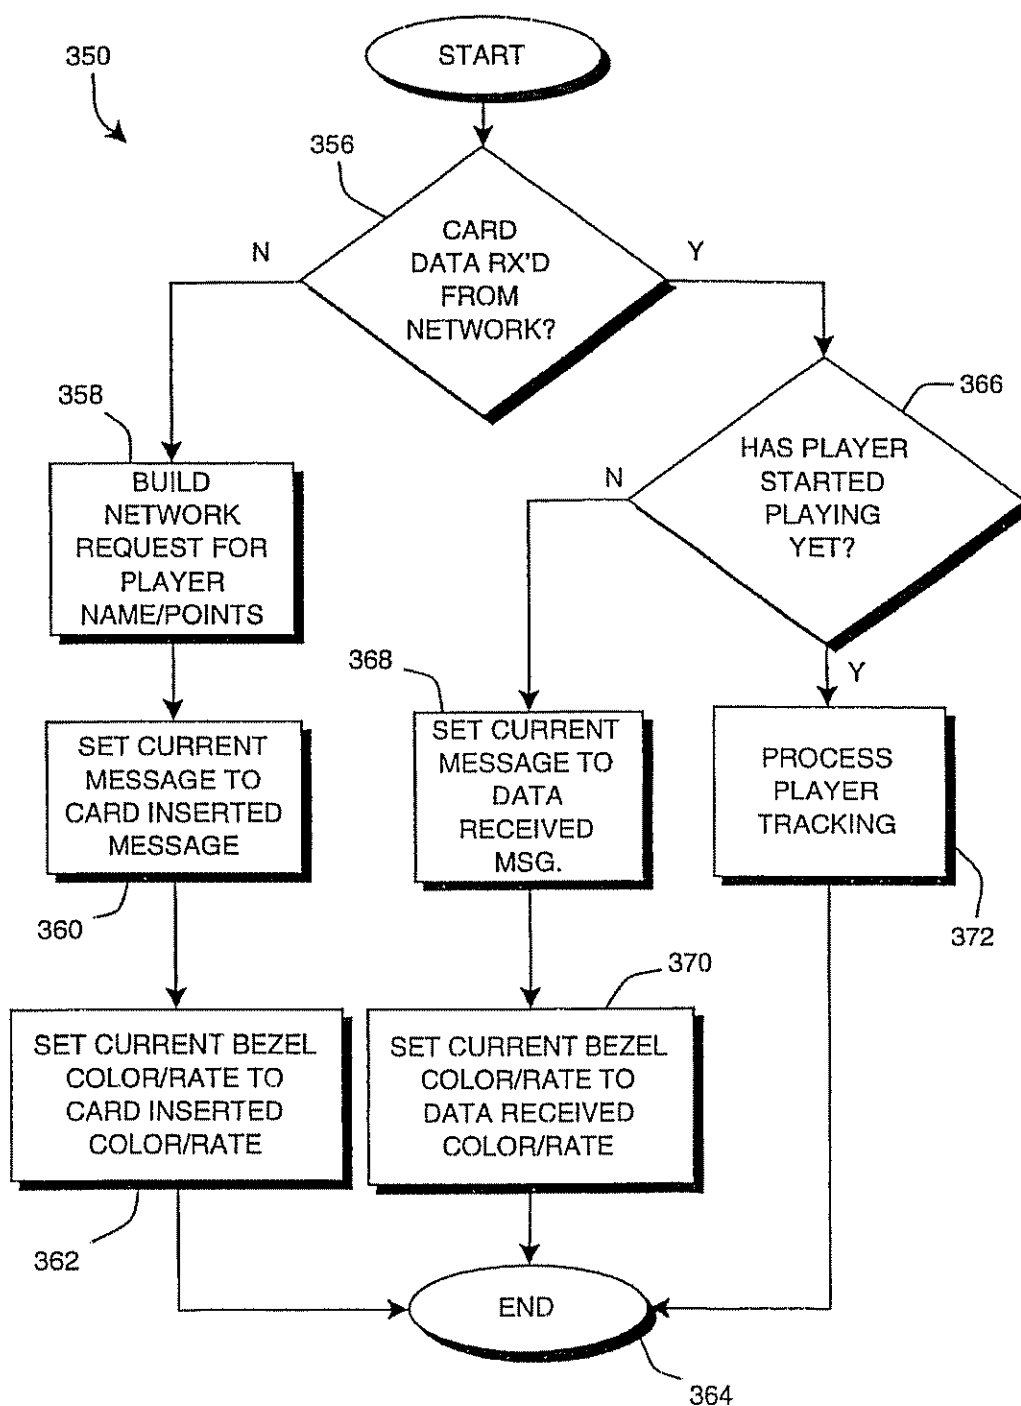 START
350
356
CARD
DATA RX'D
FROM
NETWORK?
N
Y
358
366
BUILD
NETWORK
REQUEST FOR
PLAYER
NAME/POINTS
HAS PLAYER
STARTED
PLAYING
YET?
N
Y
368
SET CURRENT
MESSAGE TO
CARD INSERTED
MESSAGE
360
SET CURRENT
MESSAGE TO
DATA
RECEIVED
MSG.
PROCESS
PLAYER
TRACKING
372
370
SET CURRENT BEZEL
COLOR/RATE TO
CARD INSERTED
COLOR/RATE
362
SET CURRENT BEZEL
COLOR/RATE TO
DATA RECEIVED
COLOR/RATE
END
364